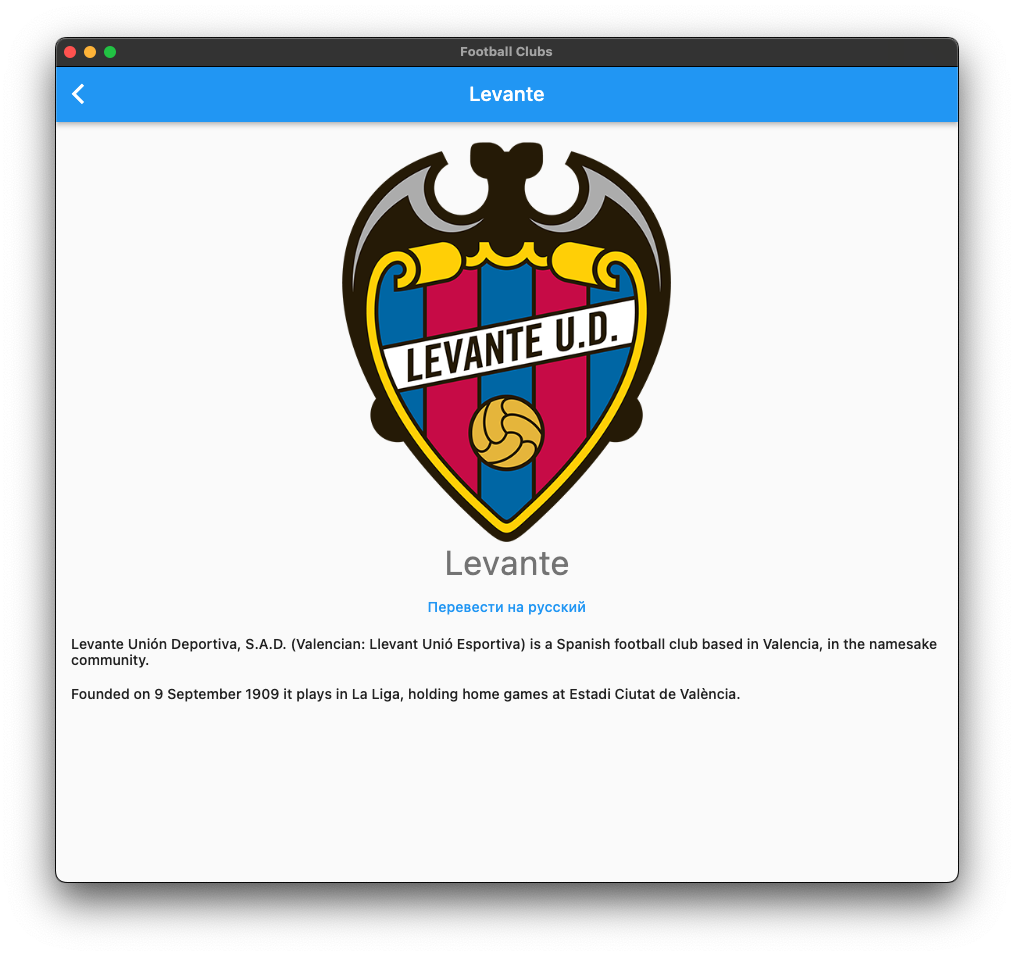 Football Clubs
Levante
LEVANTE U.D.
Levante
Перевести на русский
Levante Unión Deportiva, S.A.D. (Valencian: Llevant Unió Esportiva) is a Spanish football club based in Valencia, in the namesake
community.
Founded on 9 September 1909 it plays in La Liga, holding home games at Estadi Ciutat de València.